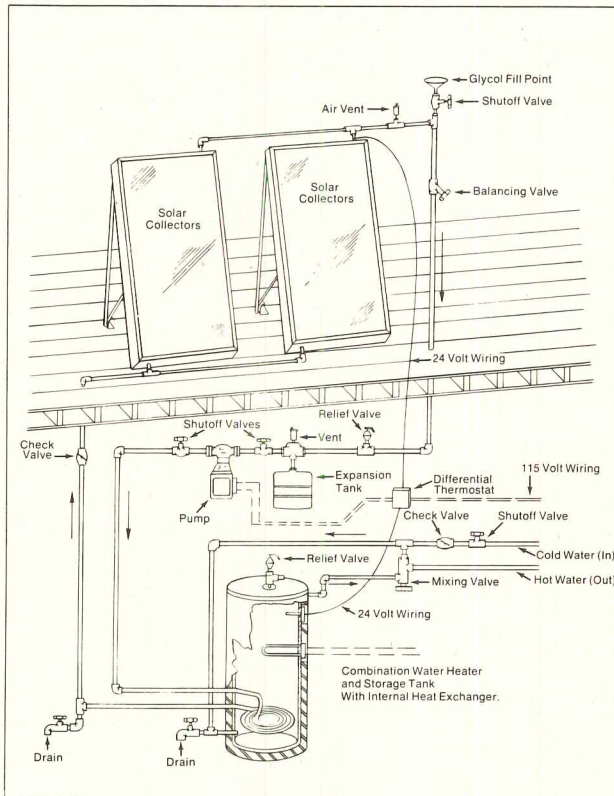 Glycol Fill Point
Air Vent
Shutoff Valve
Solar
Collectors
Solar
Collectors
Balancing Valve
24 Volt Wiring
Shutoff Valves
Relief Valve
Check
Valve
Vent
Expansion
Tank
Differential
Thermostat
115 Volt Wiring
Pump
Check Valve
Shutoff Valve
Relief Valve
Cold Water (In)
Mixing Valve
Hot Water (Out)
24 Volt Wiring
Combination Water Heater
and Storage Tank
With Internal Heat Exchanger.
Drain
Drain